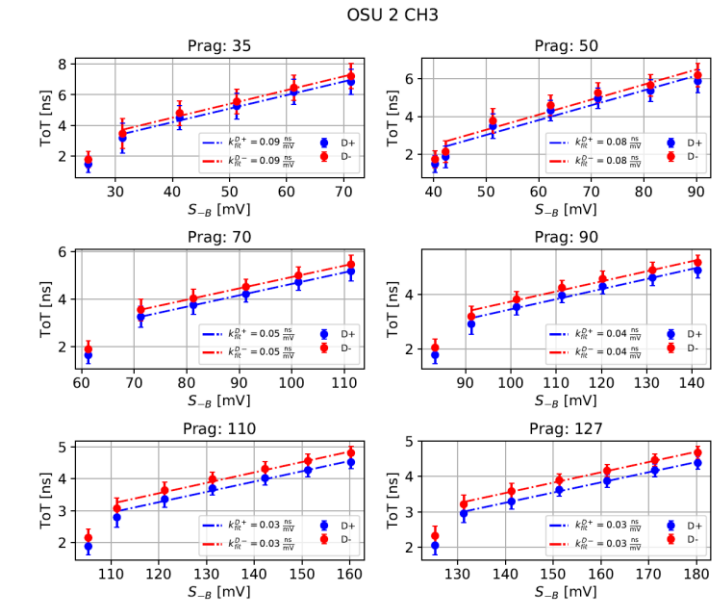 OSU 2 CH3
Prag: 35
ToT [ns]
8
6
4
2
k_fit^{D+} = 0.09 ns/mV
k_fit^{D−} = 0.09 ns/mV
D+
D-
30 40 50 60 70
S_{−B} [mV]
Prag: 50
ToT [ns]
6
4
2
k_fit^{D+} = 0.08 ns/mV
k_fit^{D−} = 0.08 ns/mV
D+
D-
40 50 60 70 80 90
S_{−B} [mV]
Prag: 70
ToT [ns]
6
4
2
k_fit^{D+} = 0.05 ns/mV
k_fit^{D−} = 0.05 ns/mV
D+
D-
60 70 80 90 100 110
S_{−B} [mV]
Prag: 90
ToT [ns]
4
2
k_fit^{D+} = 0.04 ns/mV
k_fit^{D−} = 0.04 ns/mV
D+
D-
90 100 110 120 130 140
S_{−B} [mV]
Prag: 110
ToT [ns]
5
4
3
2
k_fit^{D+} = 0.03 ns/mV
k_fit^{D−} = 0.03 ns/mV
D+
D-
110 120 130 140 150 160
S_{−B} [mV]
Prag: 127
ToT [ns]
5
4
3
2
k_fit^{D+} = 0.03 ns/mV
k_fit^{D−} = 0.03 ns/mV
D+
D-
130 140 150 160 170 180
S_{−B} [mV]